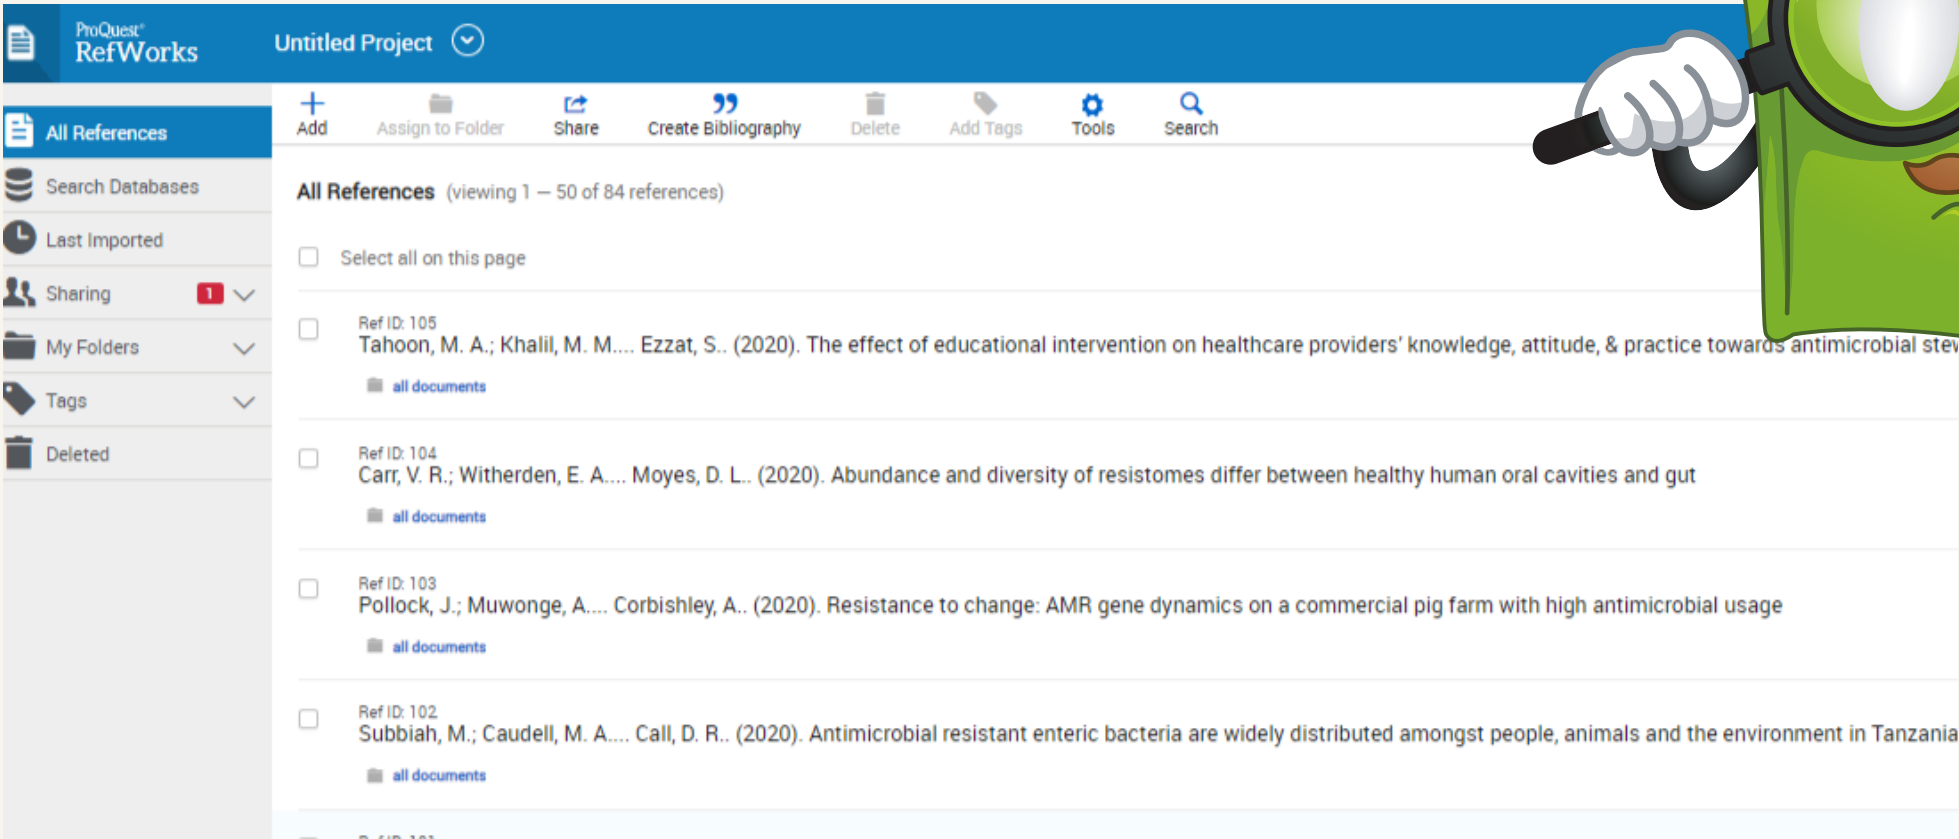 ProQuest®
RefWorks
Untitled Project
Add
Assign to Folder
Share
Create Bibliography
Delete
Add Tags
Tools
Search
All References
Search Databases
Last Imported
Sharing 1
My Folders
Tags
Deleted
All References (viewing 1 – 50 of 84 references)
Select all on this page
Ref ID: 105
Tahoon, M. A.; Khalil, M. M.... Ezzat, S.. (2020). The effect of educational intervention on healthcare providers' knowledge, attitude, & practice towards antimicrobial
all documents
Ref ID: 104
Carr, V. R.; Witherden, E. A.... Moyes, D. L.. (2020). Abundance and diversity of resistomes differ between healthy human oral cavities and gut
all documents
Ref ID: 103
Pollock, J.; Muwonge, A.... Corbishley, A.. (2020). Resistance to change: AMR gene dynamics on a commercial pig farm with high antimicrobial usage
all documents
Ref ID: 102
Subbiah, M.; Caudell, M. A.... Call, D. R.. (2020). Antimicrobial resistant enteric bacteria are widely distributed amongst people, animals and the environment in Tanzania
all documents